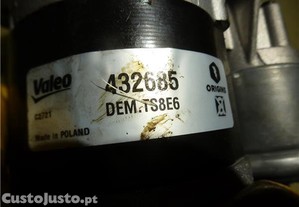 Valeo
432685
DEM.TS8E6
ORIGINE
Made in POLAND
CustoJusto.pt